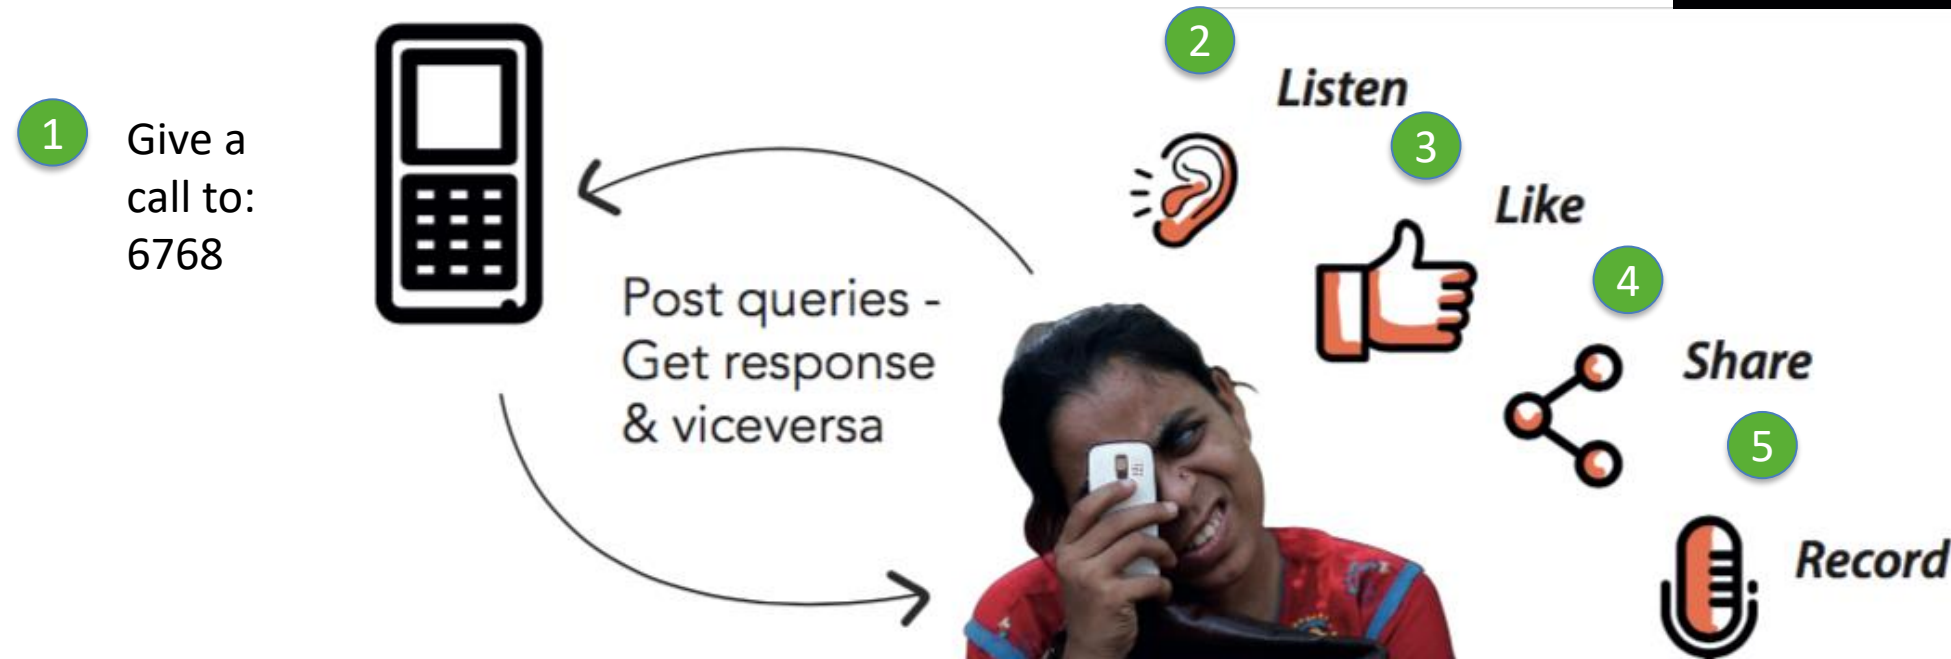 1
Give a
call to:
6768
Post queries -
Get response
& viceversa
2
Listen
3
Like
4
Share
5
Record